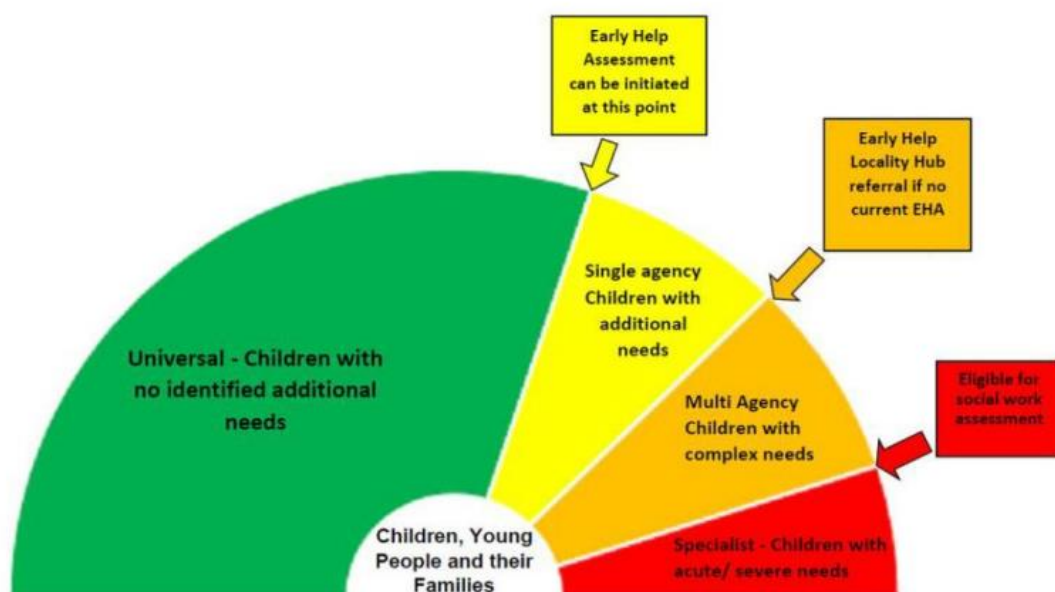 Early Help
Assessment
can be initiated
at this point
Early Help
Locality Hub
referral if no
current EHA
Single agency
Children with
additional
needs
Universal - Children with
no identified additional
needs
Eligible for
social work
assessment
Multi Agency
Children with
complex needs
Children, Young
People and their
Families
Specialist - Children with
acute/ severe needs